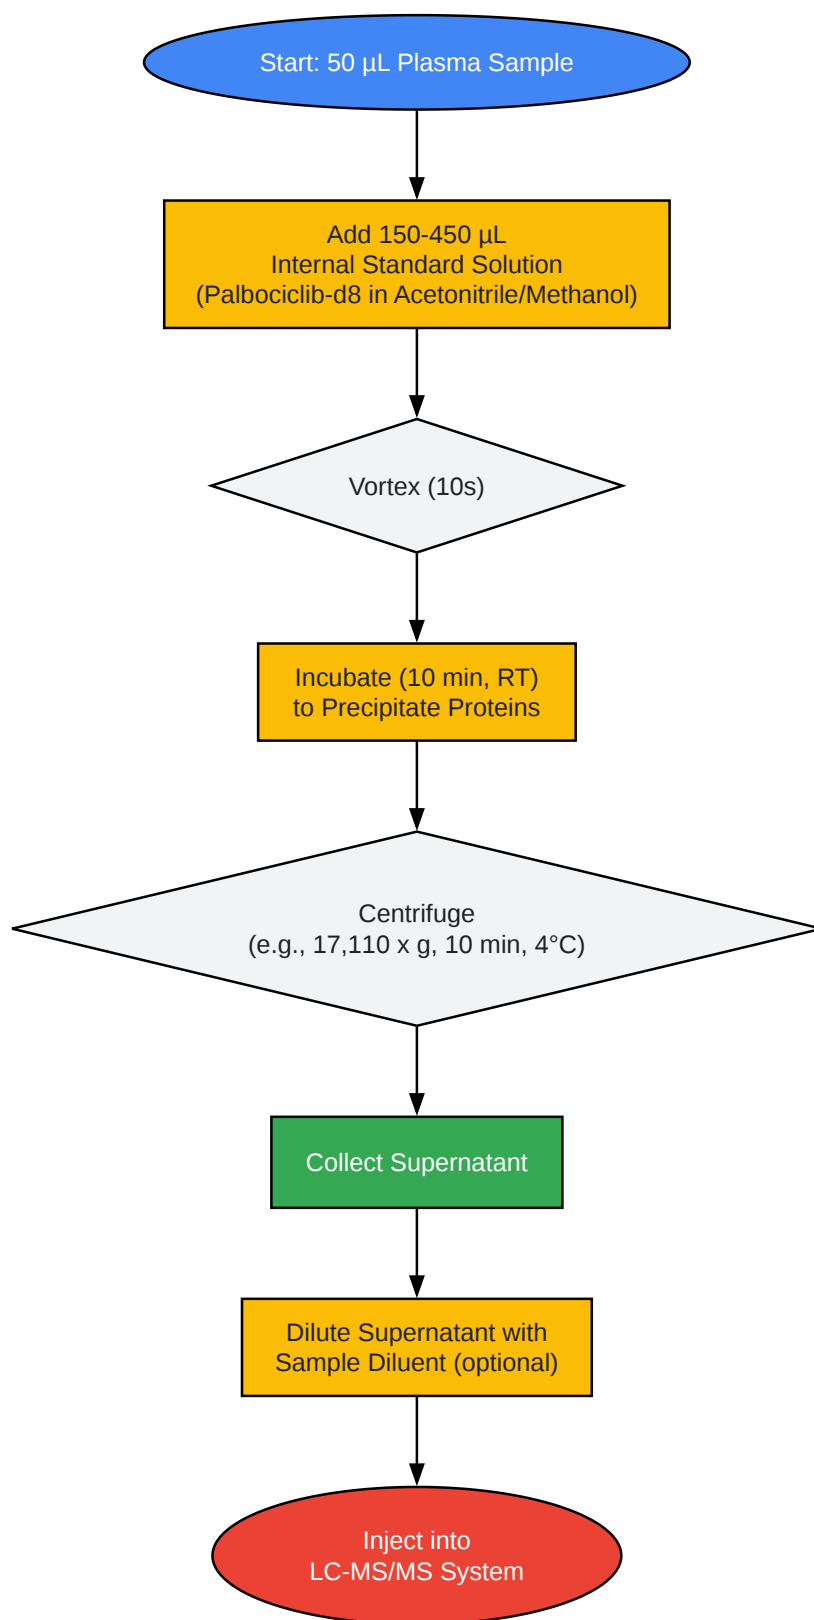 Start: 50 µL Plasma Sample
Add 150-450 µL
Internal Standard Solution
(Palbociclib-d8 in Acetonitrile/Methanol)
Vortex (10s)
Incubate (10 min, RT)
to Precipitate Proteins
Centrifuge
(e.g., 17,110 x g, 10 min, 4°C)
Collect Supernatant
Dilute Supernatant with
Sample Diluent (optional)
Inject into
LC-MS/MS System